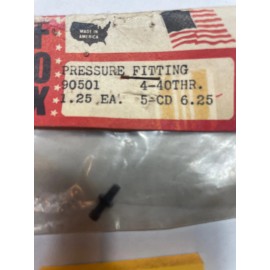 MADE IN
AMERICA
PRESSURE FITTING
90501 4-40THR.
1.25 EA. 5-CD 6.25